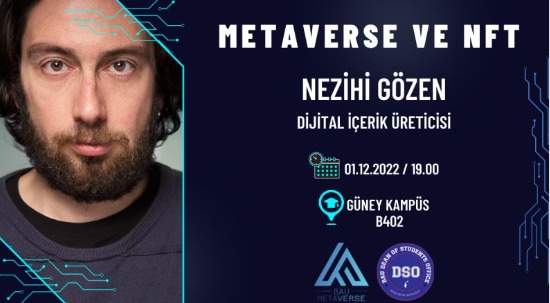 METAVERSE VE NFT
NEZİHİ GÖZEN
DİJİTAL İÇERİK ÜRETİCİSİ
01.12.2022 / 19.00
GÜNEY KAMPÜS
B402
BAU
METAVERSE
BAU DEAN OF STUDENTS OFFICE
DSO